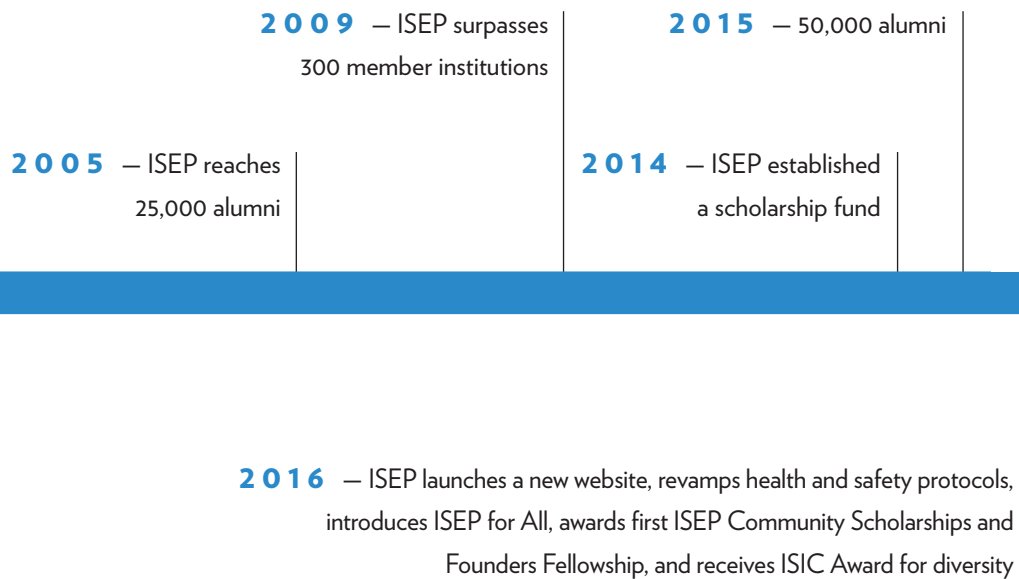 2009 — ISEP surpasses
300 member institutions
2015 — 50,000 alumni
2005 — ISEP reaches
25,000 alumni
2014 — ISEP established
a scholarship fund
2016 — ISEP launches a new website, revamps health and safety protocols,
introduces ISEP for All, awards first ISEP Community Scholarships and
Founders Fellowship, and receives ISIC Award for diversity